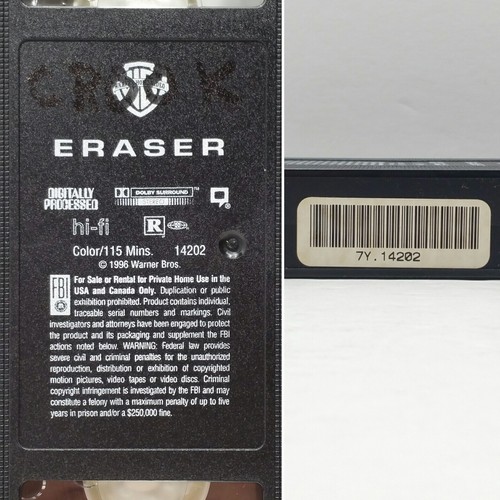 CROOK
ERASER
DIGITALLY
PROCESSED
DOLBY SURROUND
STEREO
hi-fi
R
Color/115 Mins. 14202
© 1996 Warner Bros.
FBI
For Sale or Rental for Private Home Use in the
USA and Canada Only. Duplication or public
exhibition prohibited. Product contains individual,
traceable serial numbers and markings. Civil
investigators and attorneys have been engaged to protect
the product and its packaging and supplement the FBI
actions noted below. WARNING: Federal law provides
severe civil and criminal penalties for the unauthorized
reproduction, distribution or exhibition of copyrighted
motion pictures, video tapes or video discs. Criminal
copyright infringement is investigated by the FBI and may
constitute a felony with a maximum penalty of up to five
years in prison and/or a $250,000 fine.
7Y.14202